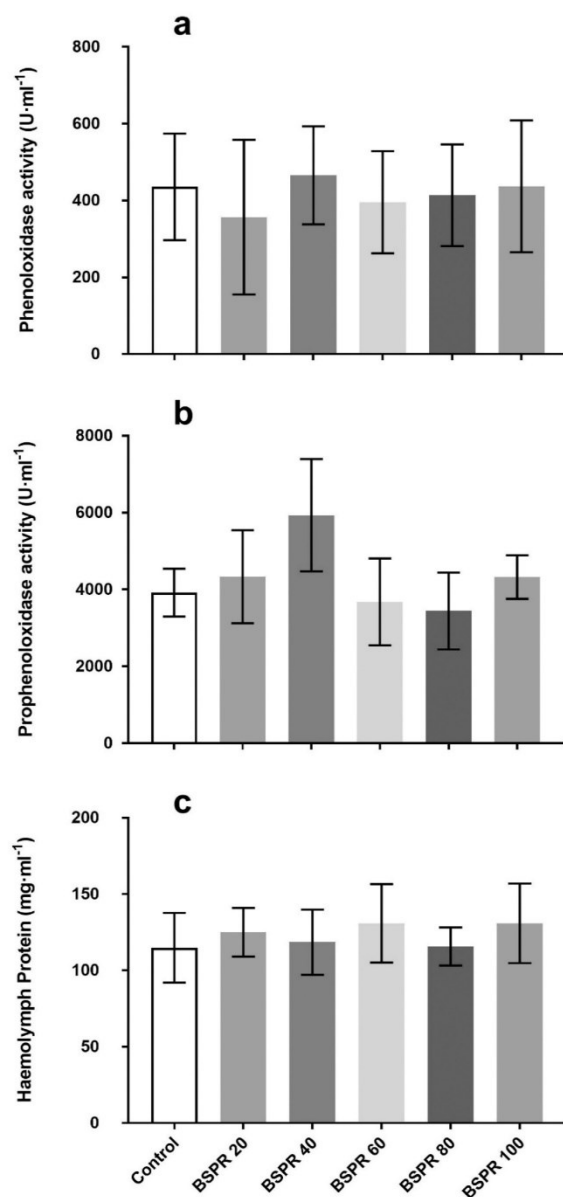 a
Phenoloxidase activity (U·ml⁻¹)
800
600
400
200
0
b
Prophenoloxidase activity (U·ml⁻¹)
8000
6000
4000
2000
0
c
Haemolymph Protein (mg·ml⁻¹)
200
150
100
50
0
Control
BSPR 20
BSPR 40
BSPR 60
BSPR 80
BSPR 100